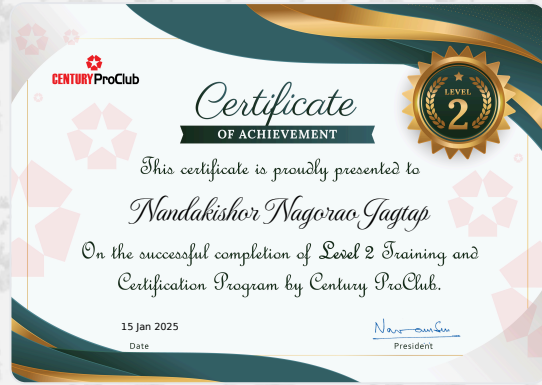 CENTURY ProClub
LEVEL
2
Certificate
OF ACHIEVEMENT
This certificate is proudly presented to
Nandakishor Nagorao Jagtap
On the successful completion of Level 2 Training and
Certification Program by Century ProClub.
15 Jan 2025
Date
President